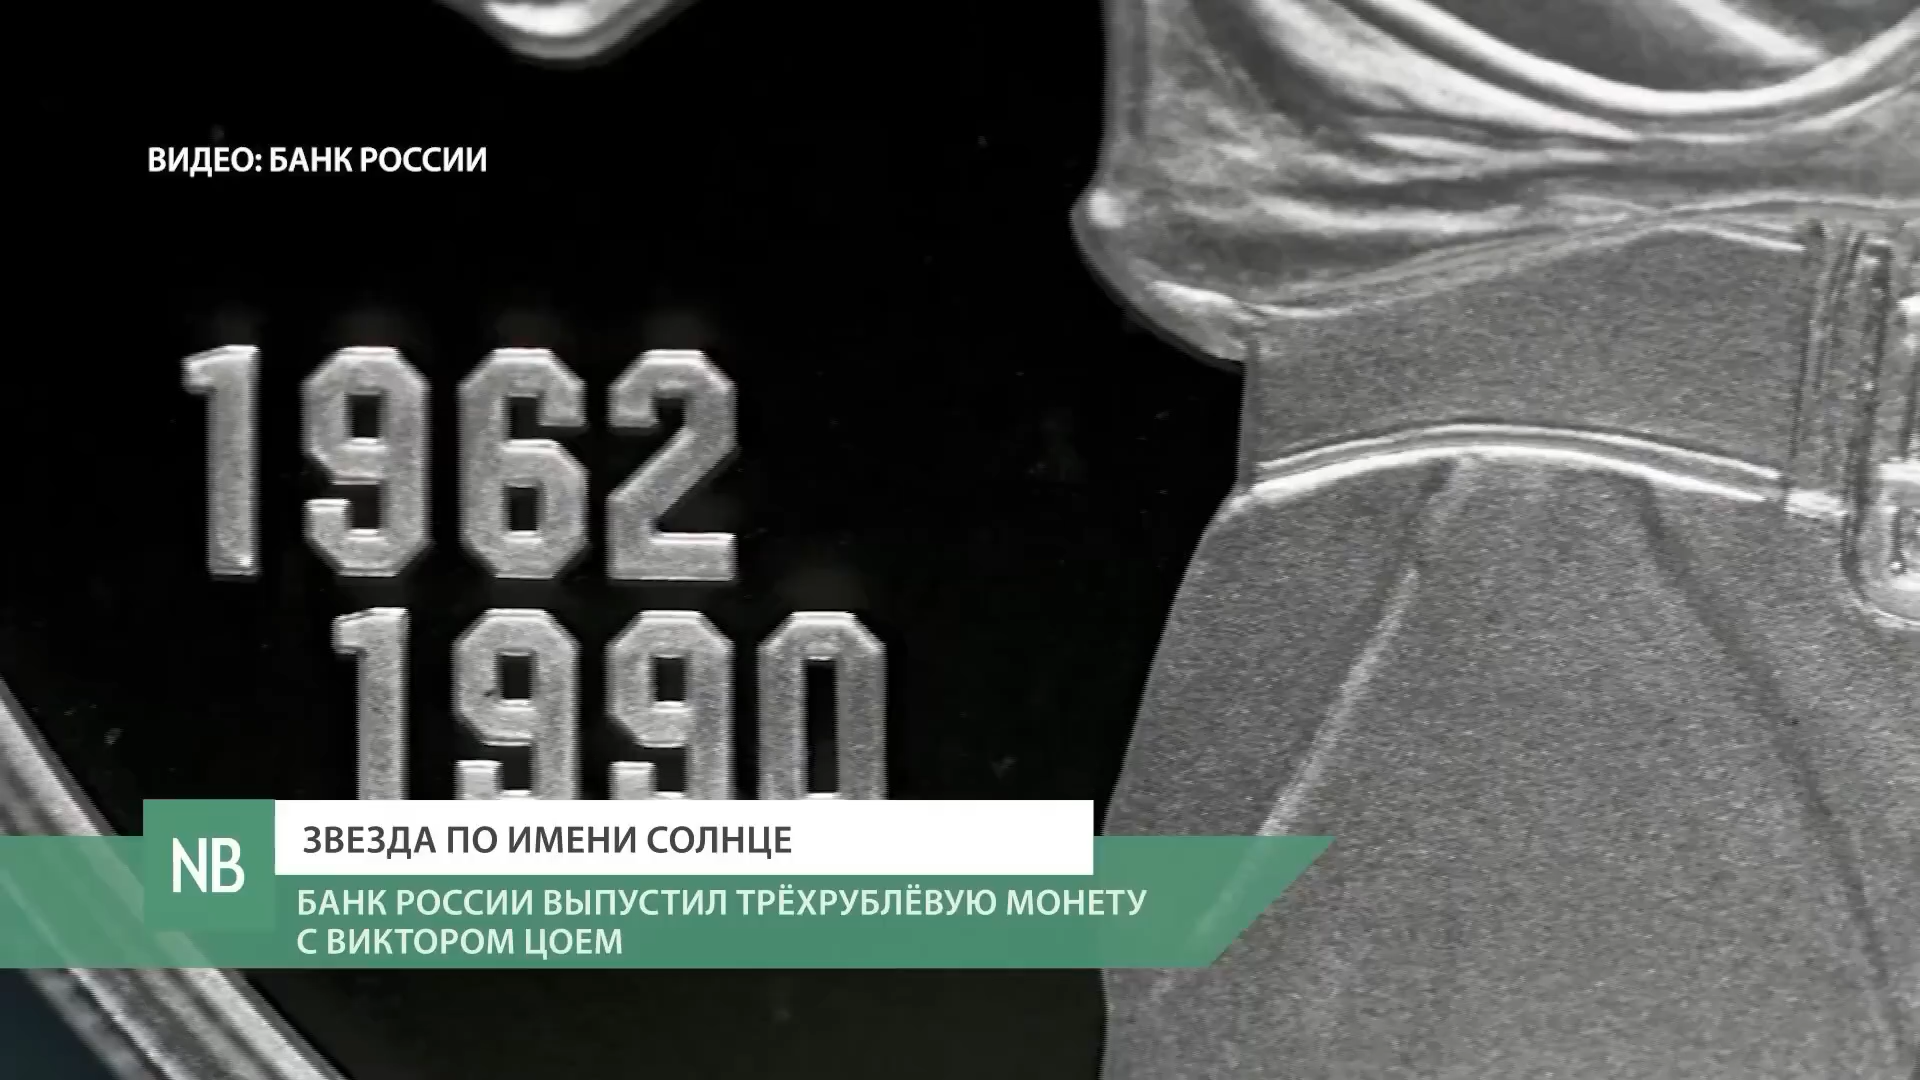 ВИДЕО: БАНК РОССИИ
1962
1990
NB
ЗВЕЗДА ПО ИМЕНИ СОЛНЦЕ
БАНК РОССИИ ВЫПУСТИЛ ТРЁХРУБЛЁВУЮ МОНЕТУ
С ВИКТОРОМ ЦОЕМ